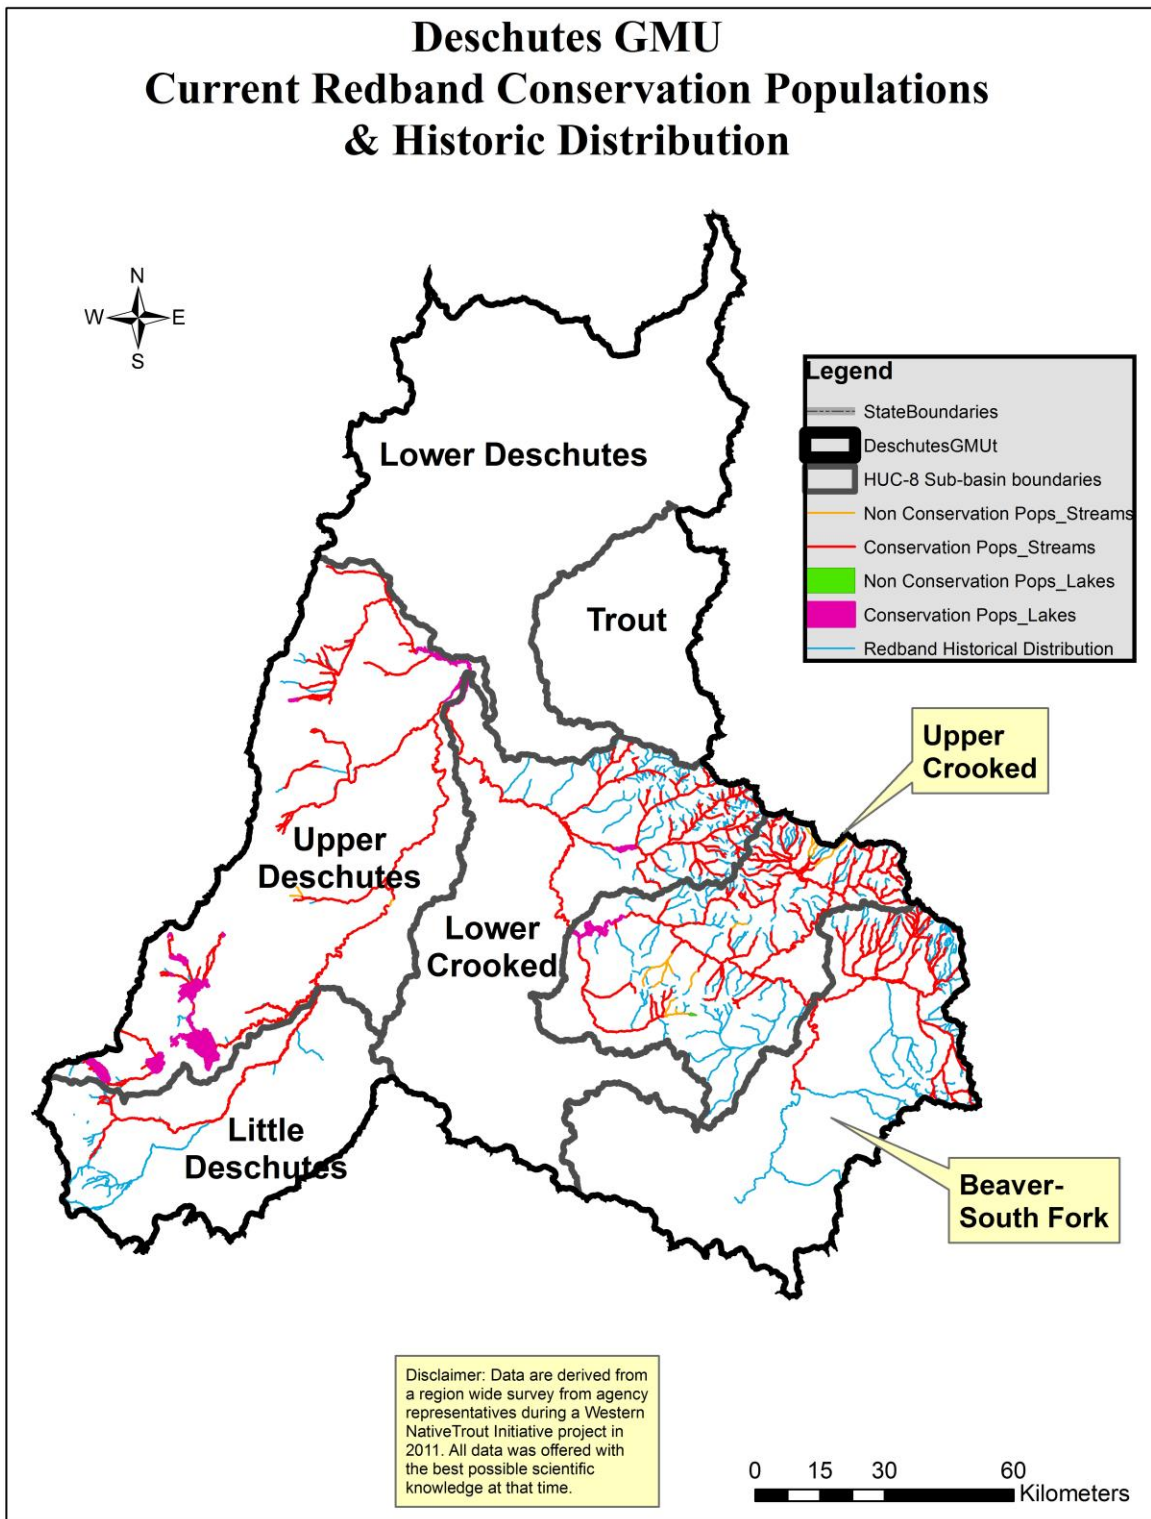 Deschutes GMU
Current Redband Conservation Populations
& Historic Distribution
N
W E
S
Legend
StateBoundaries
DeschutesGMUt
HUC-8 Sub-basin boundaries
Non Conservation Pops_Streams
Conservation Pops_Streams
Non Conservation Pops_Lakes
Conservation Pops_Lakes
Redband Historical Distribution
Lower Deschutes
Trout
Upper
Crooked
Upper
Deschutes
Lower
Crooked
Little
Deschutes
Beaver-
South Fork
Disclaimer: Data are derived from
a region wide survey from agency
representatives during a Western
NativeTrout Initiative project in
2011. All data was offered with
the best possible scientific
knowledge at that time.
0 15 30 60
Kilometers